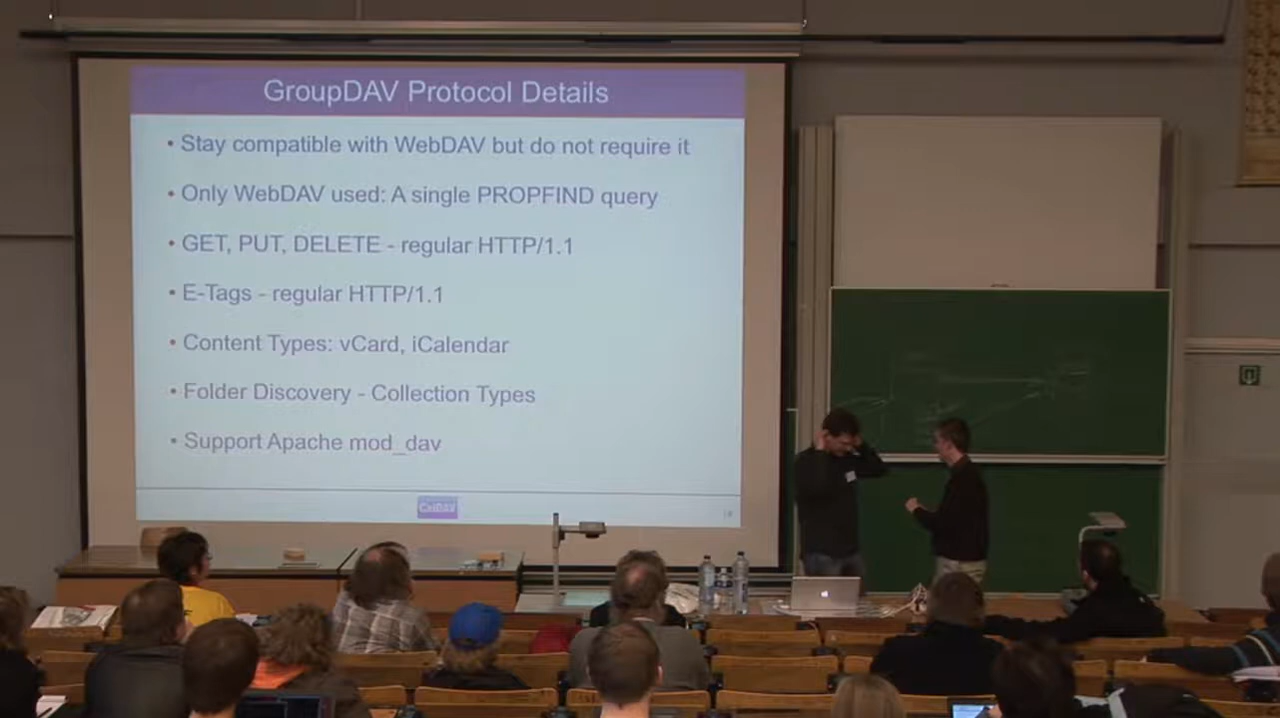 GroupDAV Protocol Details
• Stay compatible with WebDAV but do not require it
• Only WebDAV used: A single PROPFIND query
• GET, PUT, DELETE - regular HTTP/1.1
• E-Tags - regular HTTP/1.1
• Content Types: vCard, iCalendar
• Folder Discovery - Collection Types
• Support Apache mod_dav
CalDAV